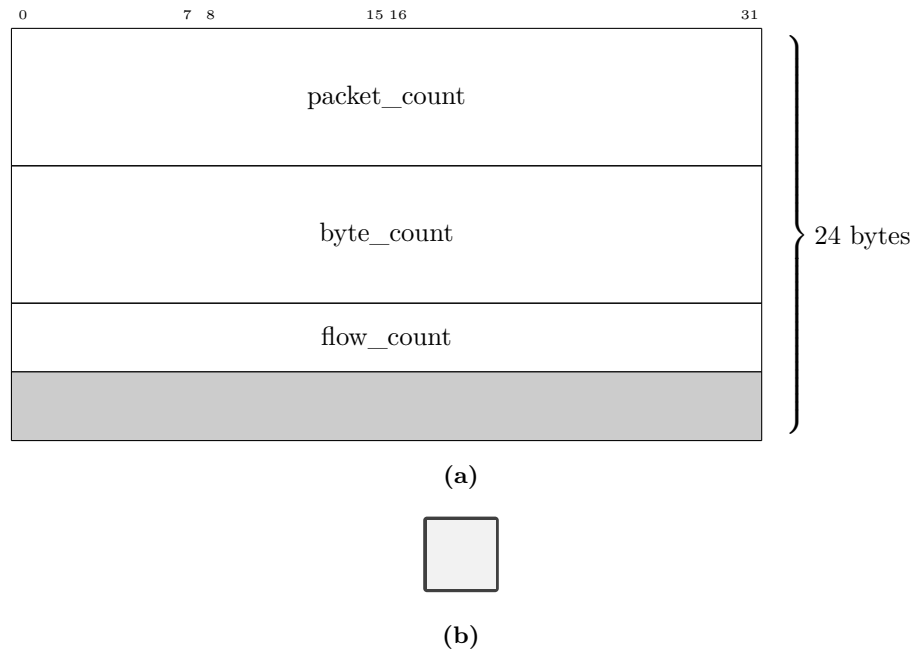 0 7 8 15 16 31
packet_count
byte_count
24 bytes
flow_count
(a)
(b)